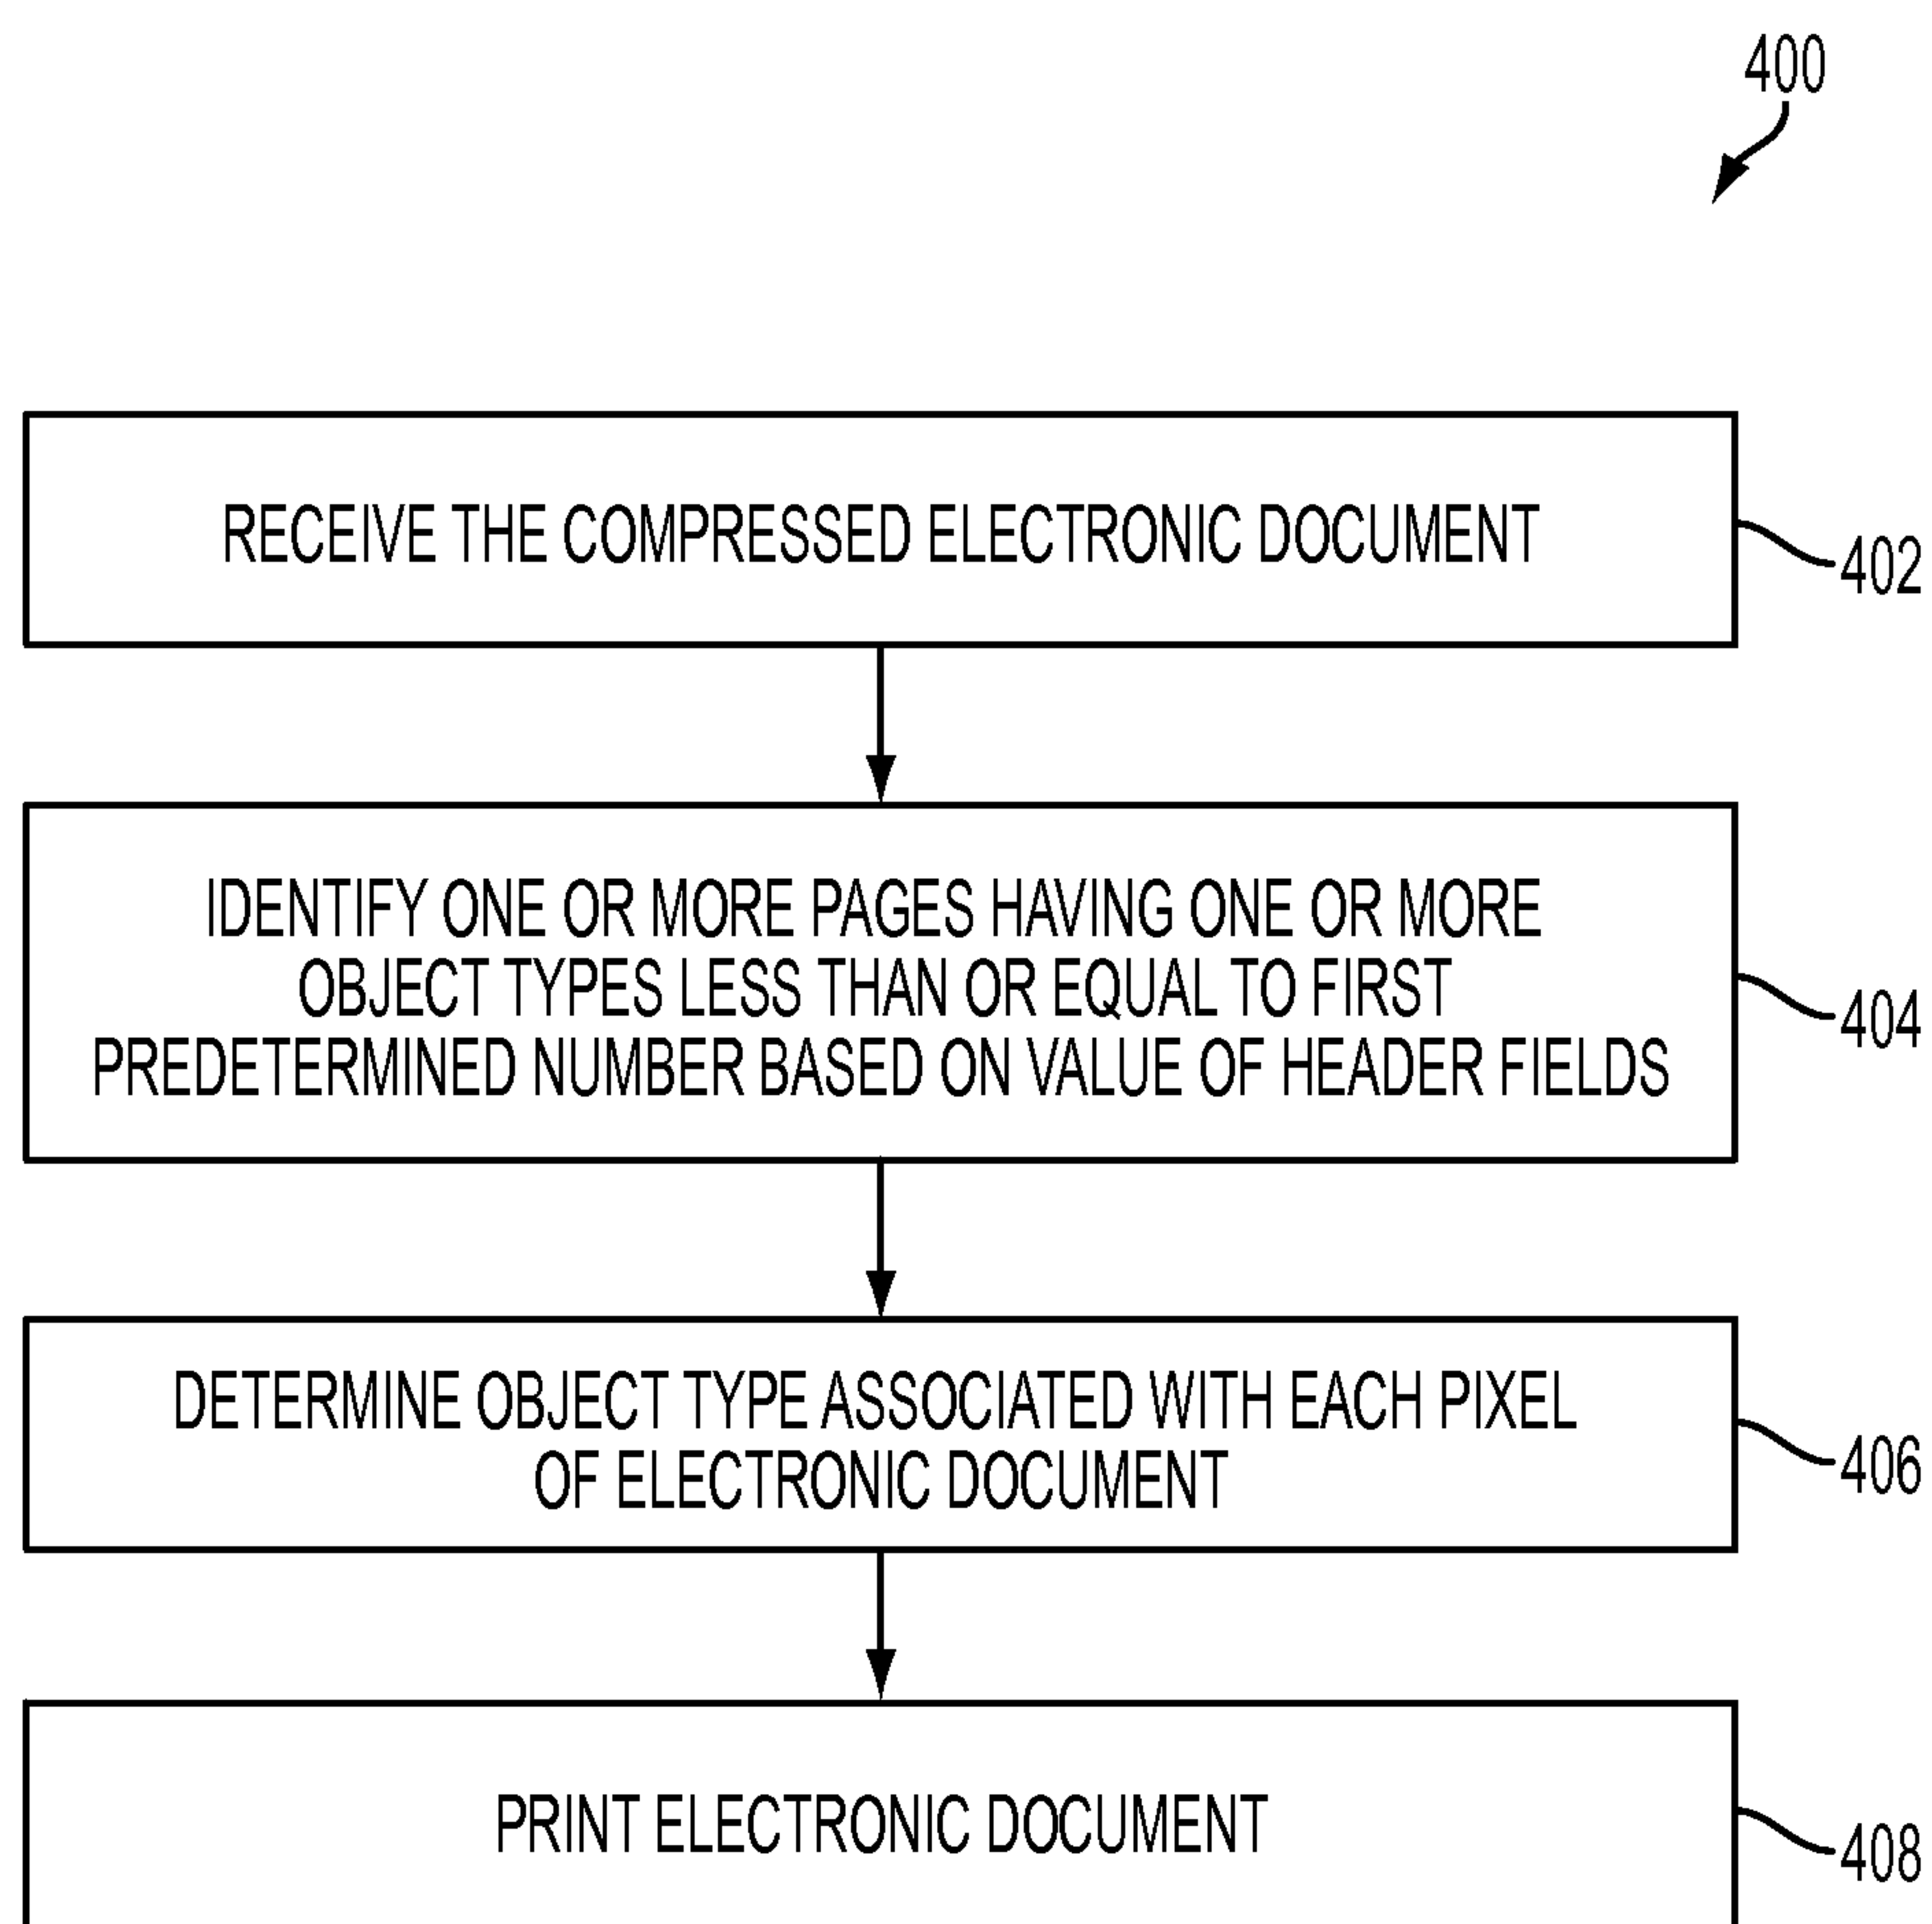 400
RECEIVE THE COMPRESSED ELECTRONIC DOCUMENT
402
IDENTIFY ONE OR MORE PAGES HAVING ONE OR MORE
OBJECT TYPES LESS THAN OR EQUAL TO FIRST
PREDETERMINED NUMBER BASED ON VALUE OF HEADER FIELDS
404
DETERMINE OBJECT TYPE ASSOCIATED WITH EACH PIXEL
OF ELECTRONIC DOCUMENT
406
PRINT ELECTRONIC DOCUMENT
408